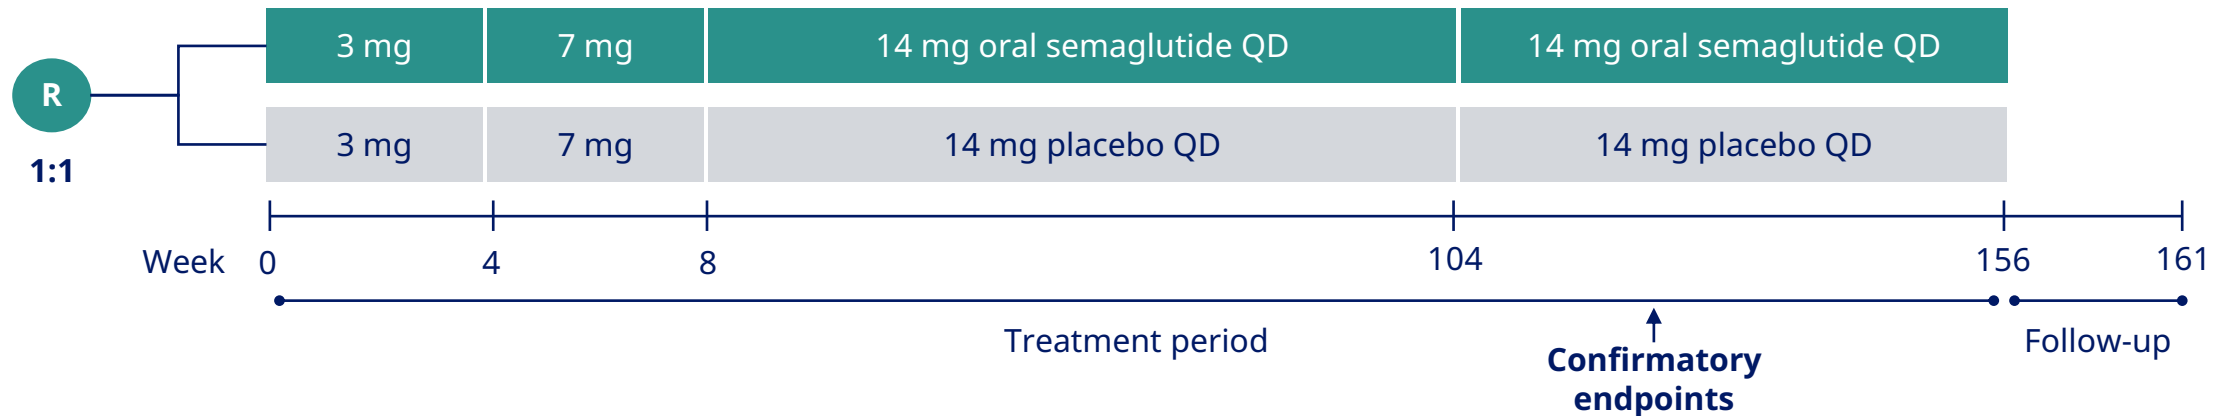 3 mg 7 mg 14 mg oral semaglutide QD 14 mg oral semaglutide QD
R
3 mg 7 mg 14 mg placebo QD 14 mg placebo QD
1:1
Week 0 4 8 104 156 161
Treatment period
Follow-up
Confirmatory
endpoints